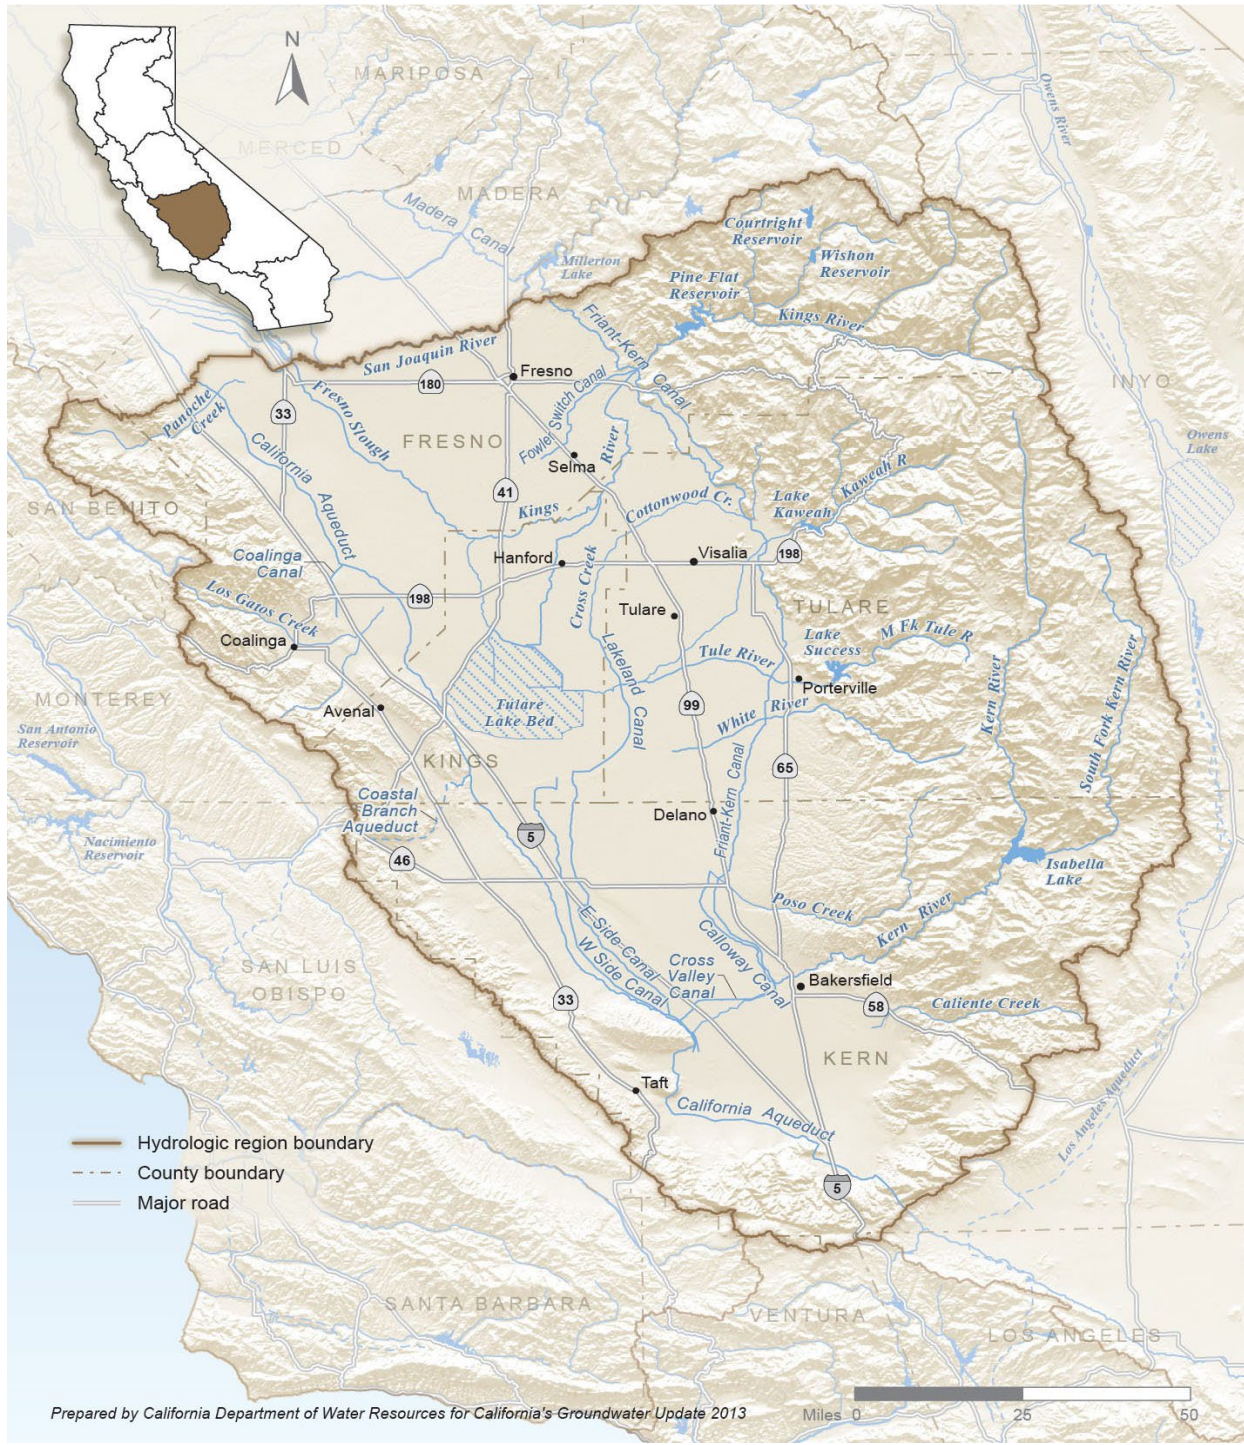 N
MARIPOSA
MERCED
MADERA
Madera Canal
Owens River
Millerton
Lake
Courtright
Reservoir
Wishon
Reservoir
Pine Flat
Reservoir
Kings River
Friant-Kern Canal
San Joaquin River
Fresno
180
33
Panoche
Creek
Fresno Slough
FRESNO
Fowler Switch Canal
Selma
River
INYO
Owens
Lake
California Aqueduct
41
Kings
Cottonwood Cr.
Lake
Kaweah
Kaweah R
SAN BENITO
Coalinga
Canal
Hanford
Visalia
198
198
Cross Creek
Los Gatos Creek
Coalinga
Tulare
TULARE
Lake
Success
M Fk Tule R
Lakeland Canal
Tule River
Porterville
MONTEREY
San Antonio
Reservoir
Avenal
Tulare
Lake Bed
99
White River
Kern River
South Fork Kern River
KINGS
65
Coastal
Branch
Aqueduct
Nacimiento
Reservoir
Delano
Friant-Kern Canal
5
46
Isabella
Lake
Poso Creek
Kern River
E Side Canal
W Side Canal
Calloway Canal
Cross
Valley
Canal
SAN LUIS
OBISPO
33
Bakersfield
58
Caliente Creek
KERN
Taft
California Aqueduct
Los Angeles Aqueduct
Hydrologic region boundary
County boundary
Major road
5
SANTA BARBARA
VENTURA
LOS ANGELES
Prepared by California Department of Water Resources for California's Groundwater Update 2013
Miles 0 25 50